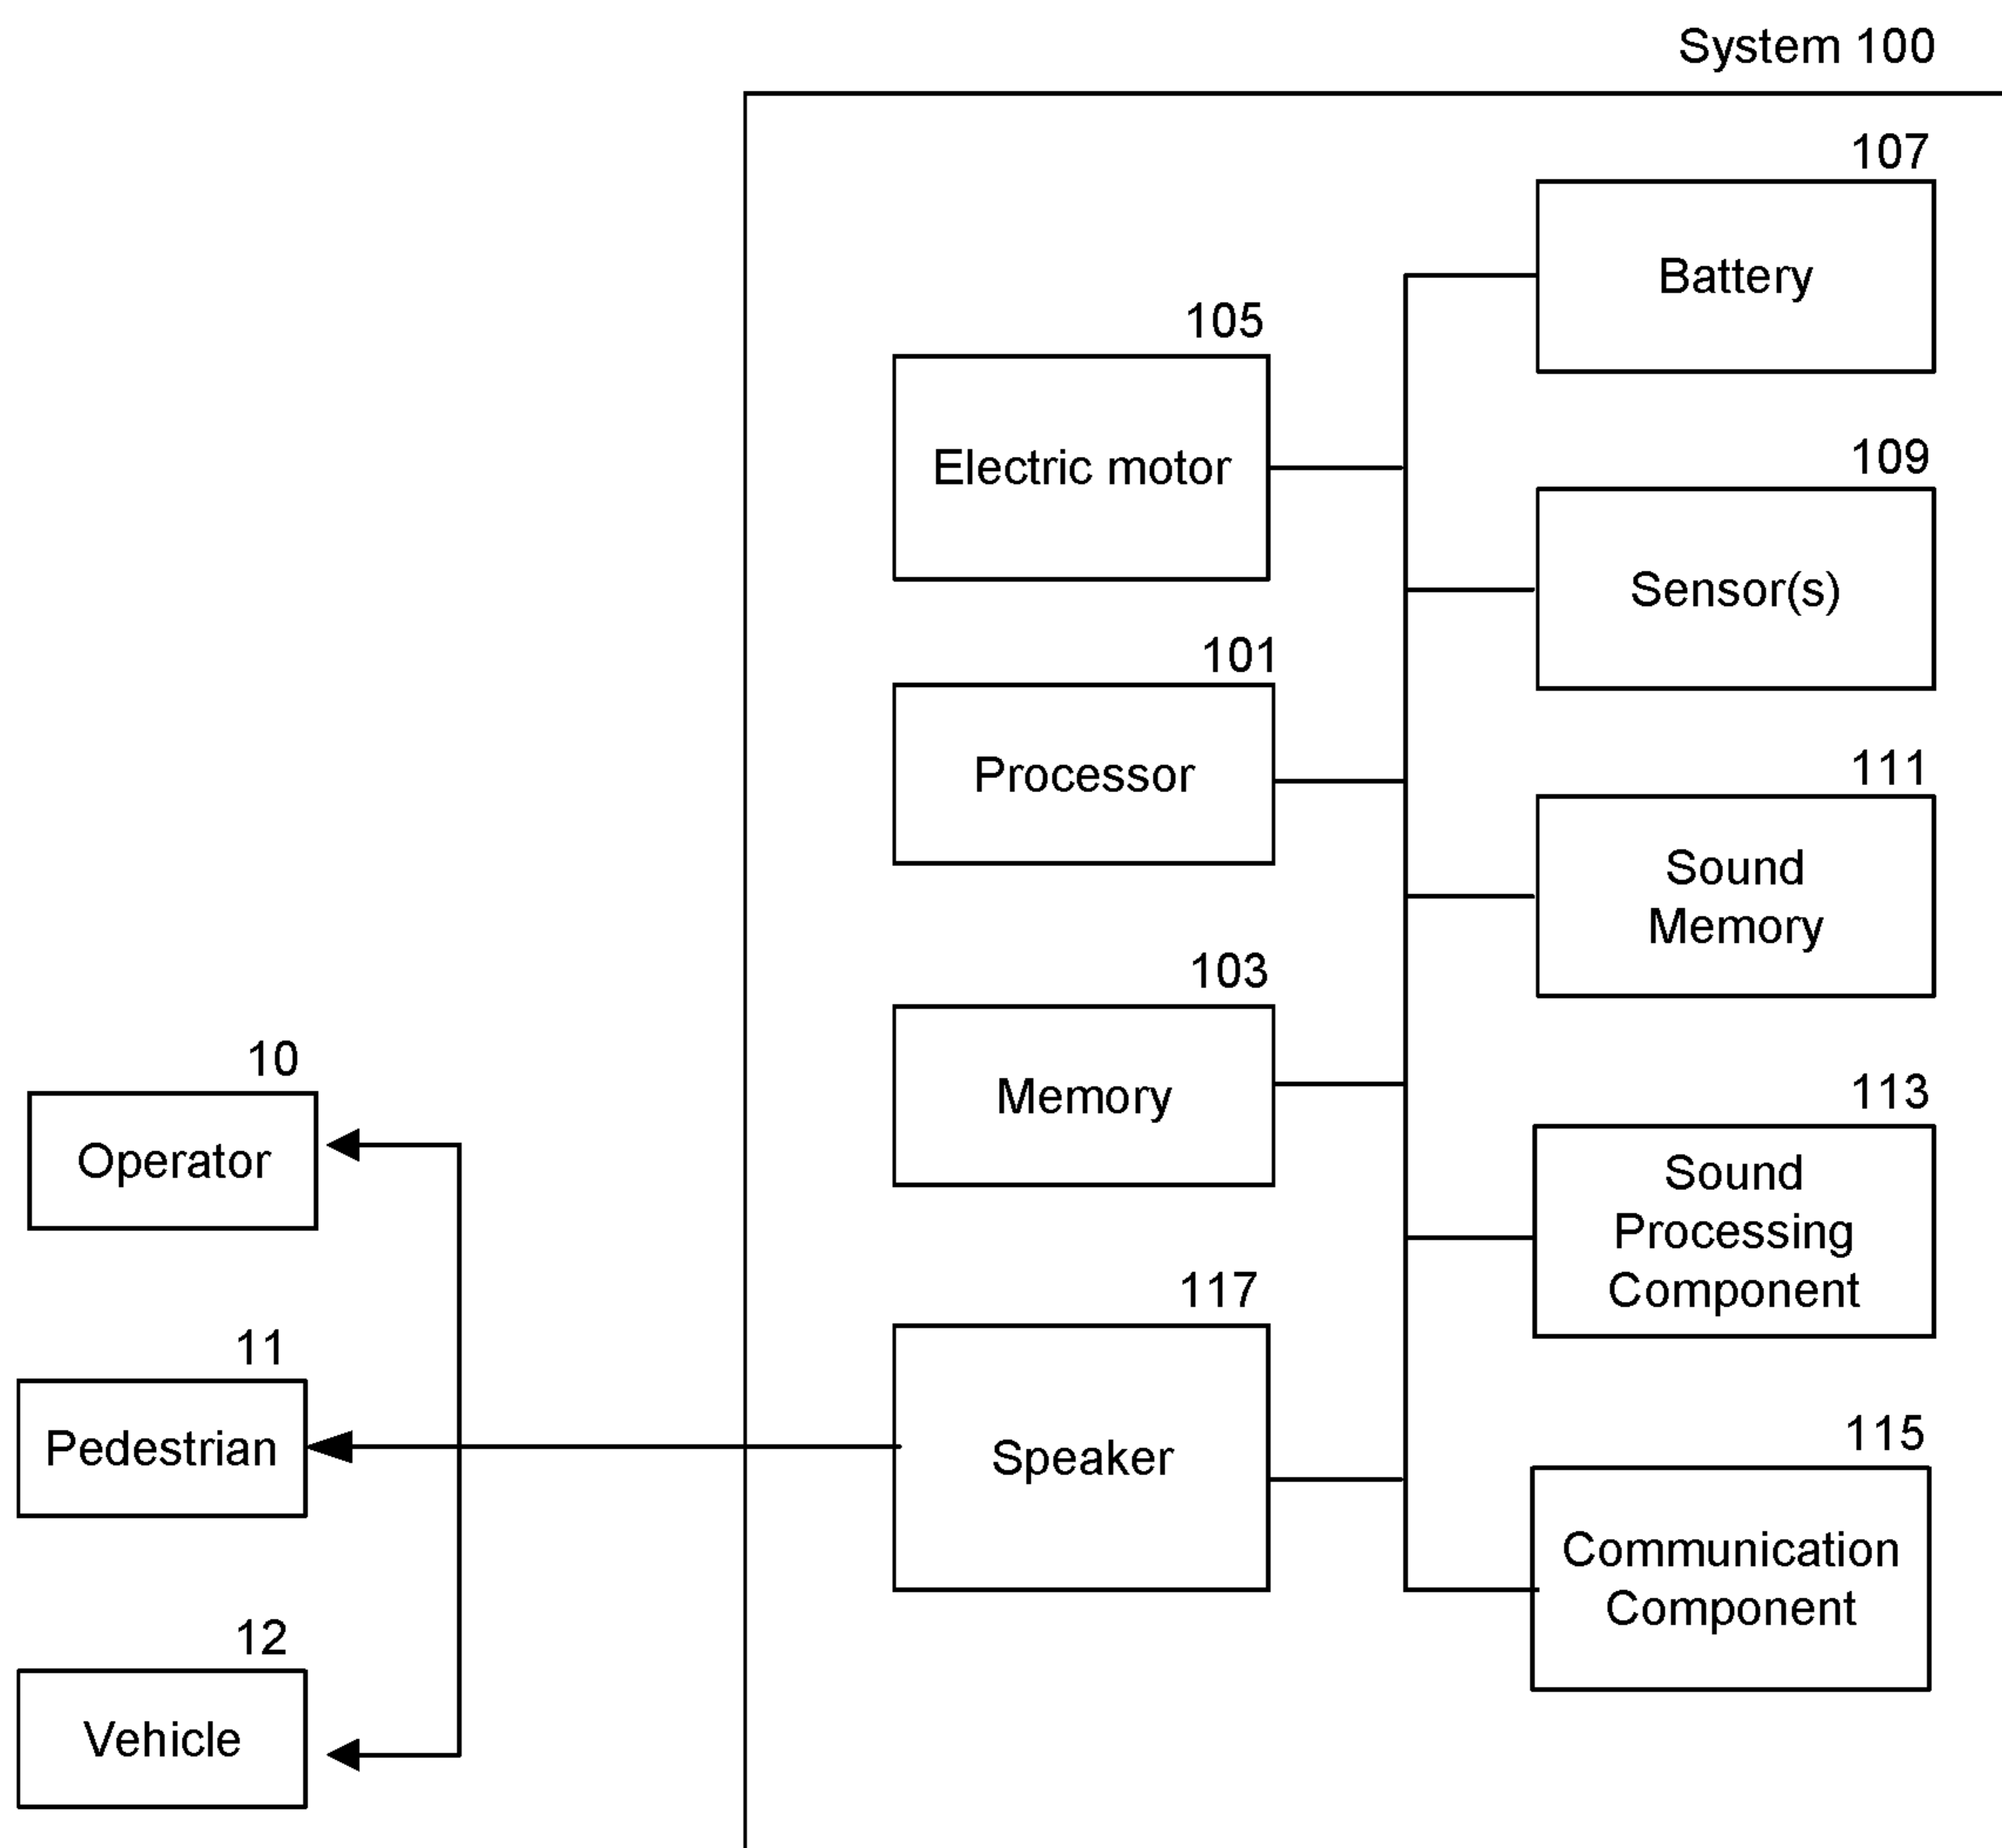 System 100
107
Battery
105
Electric motor
109
Sensor(s)
101
Processor
111
Sound
Memory
103
Memory
10
Operator
113
Sound
Processing
Component
117
Speaker
11
Pedestrian
115
Communication
Component
12
Vehicle